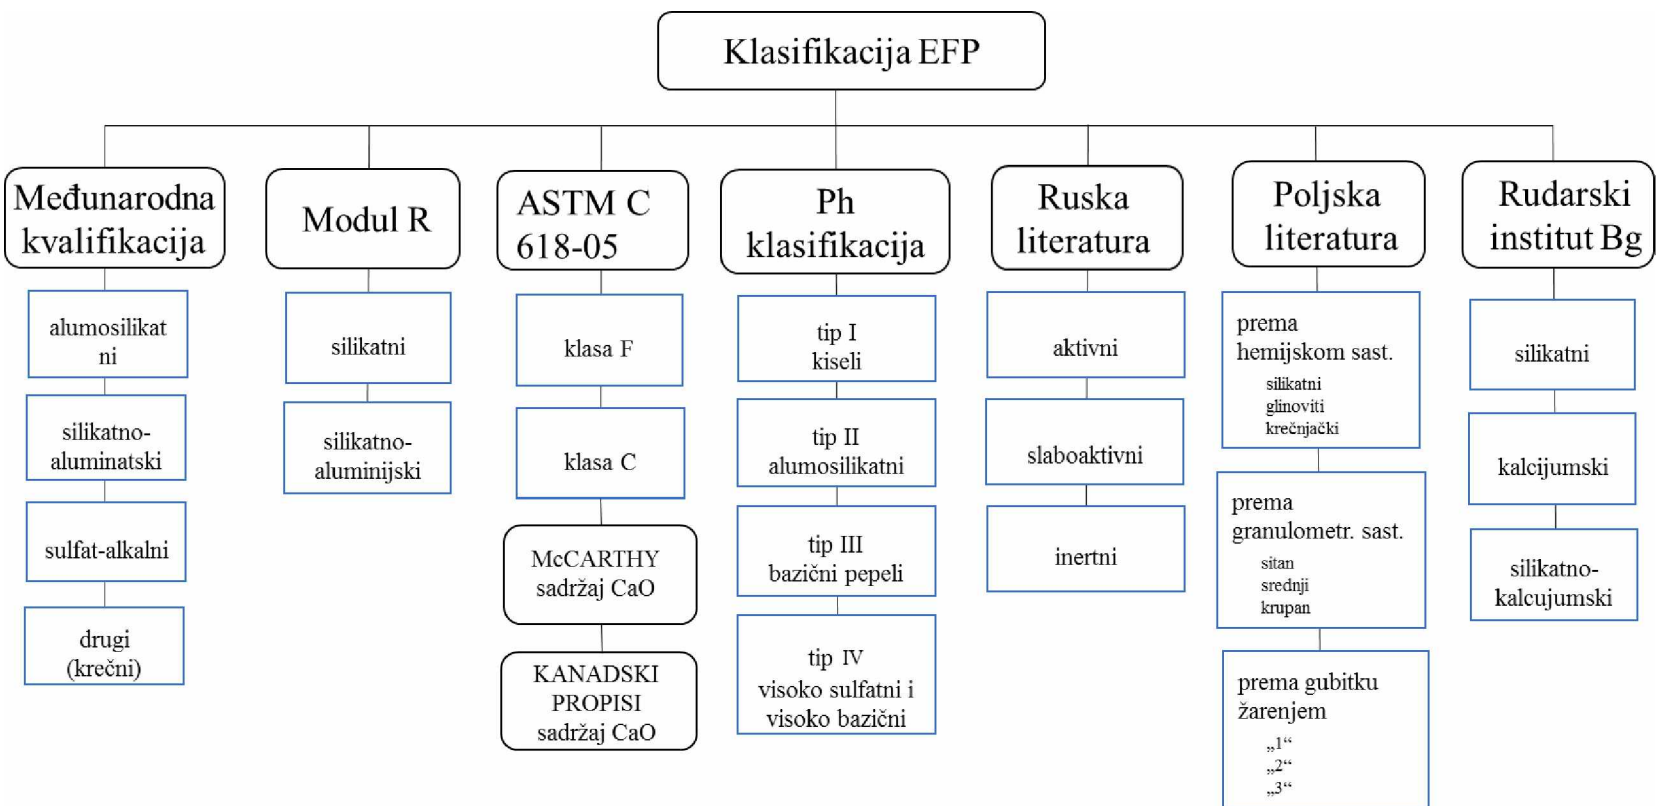 Klasifikacija EFP
Međunarodna
kvalifikacija
alumosilikat
ni
silikatno-
aluminatski
sulfat-alkalni
drugi
(krečni)
Modul R
silikatni
silikatno-
aluminijski
ASTM C
618-05
klasa F
klasa C
McCARTHY
sadržaj CaO
KANADSKI
PROPISI
sadržaj CaO
Ph
klasifikacija
tip I
kiseli
tip II
alumosilikatni
tip III
bazični pepeli
tip IV
visoko sulfatni i
visoko bazični
Ruska
literatura
aktivni
slaboaktivni
inertni
Poljska
literatura
prema
hemijskom sast.
silikatni
glinoviti
krečnjački
prema
granulometr. sast.
sitan
srednji
krupan
prema gubitku
žarenjem
„1“
„2“
„3“
Rudarski
institut Bg
silikatni
kalcijumski
silikatno-
kalcujumski